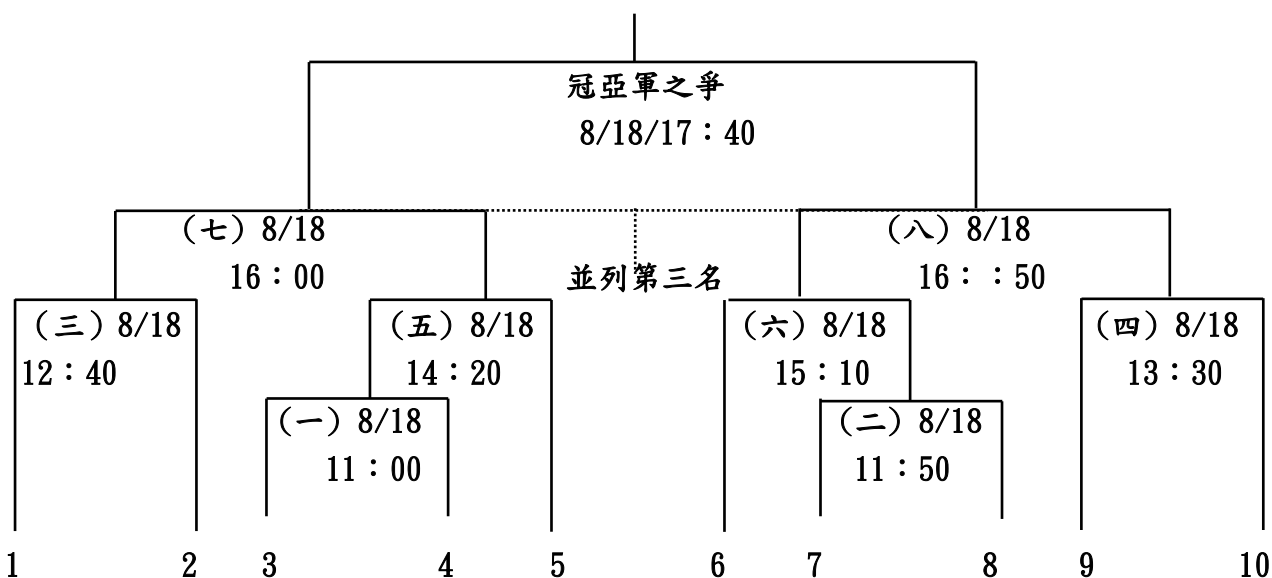 冠亞軍之爭
8/18/17：40
(七) 8/18
16：00
(八) 8/18
16：：50
並列第三名
(三) 8/18
12：40
(五) 8/18
14：20
(六) 8/18
15：10
(四) 8/18
13：30
(一) 8/18
11：00
(二) 8/18
11：50
1 2 3 4 5 6 7 8 9 10